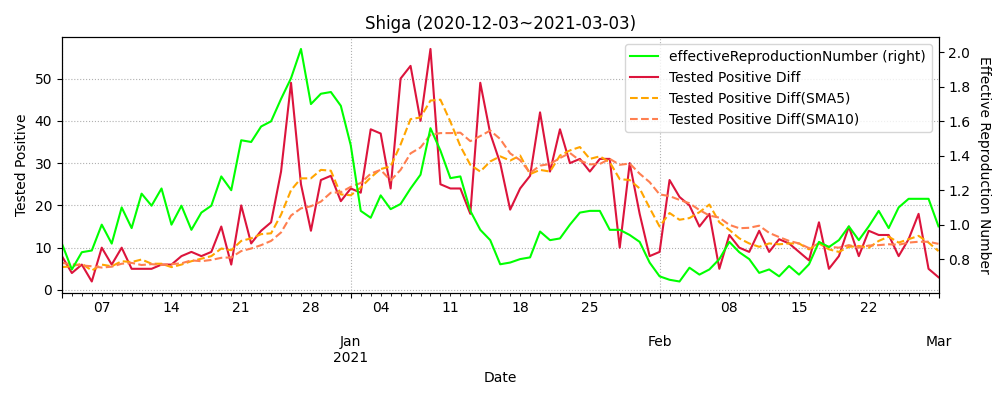 Shiga (2020-12-03~2021-03-03)
effectiveReproductionNumber (right)
Tested Positive Diff
Tested Positive Diff(SMA5)
Tested Positive Diff(SMA10)
Tested Positive
50
40
30
20
10
0
2.0
1.8
1.6
1.4
1.2
1.0
0.8
Effective Reproduction Number
07 14 21 28 04 11 18 25 08 15 22
Jan Feb Mar
2021
Date